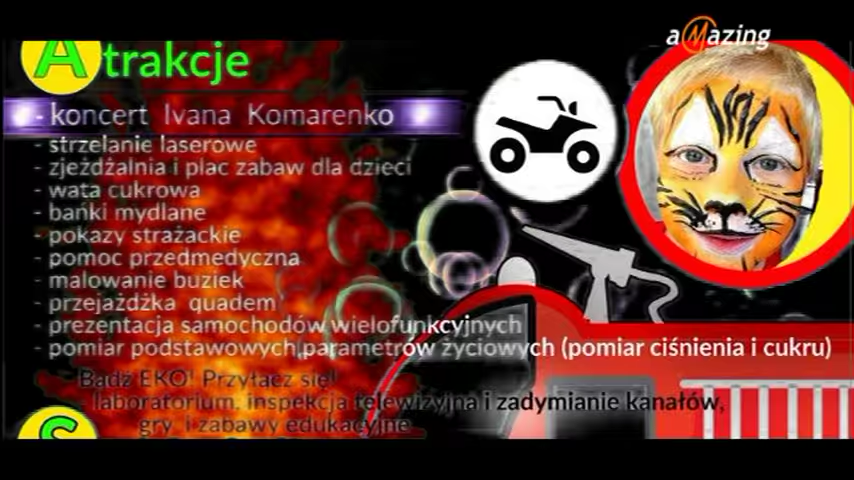 aMazing
Atrakcje
- koncert Ivana Komarenko
- strzelanie laserowe
- zjeżdżalnia i plac zabaw dla dzieci
- wata cukrowa
- bańki mydlane
- pokazy strażackie
- pomoc przedmedyczna
- malowanie buziek
- przejażdżka quadem
- prezentacja samochodów wielofunkcyjnych
- pomiar podstawowych parametrów życiowych (pomiar ciśnienia i cukru)
- Bądź EKO! Przyłącz się!
- laboratorium, inspekcja telewizyjna i zadymianie kanałów,
gry i zabawy edukacyjne
S